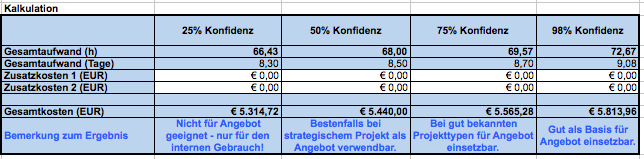 Kalkulation
25% Konfidenz 50% Konfidenz 75% Konfidenz 98% Konfidenz
Gesamtaufwand (h) 66,43 68,00 69,57 72,67
Gesamtaufwand (Tage) 8,30 8,50 8,70 9,08
Zusatzkosten 1 (EUR) € 0,00 € 0,00 € 0,00 € 0,00
Zusatzkosten 2 (EUR) € 0,00 € 0,00 € 0,00 € 0,00
Gesamtkosten (EUR) € 5.314,72 € 5.440,00 € 5.565,28 € 5.813,96
Bemerkung zum Ergebnis
Nicht für Angebot
geeignet - nur für den
internen Gebrauch!
Bestenfalls bei
strategischem Projekt als
Angebot verwendbar.
Bei gut bekannten
Projekttypen für Angebot
einsetzbar.
Gut als Basis für
Angebot einsetzbar.